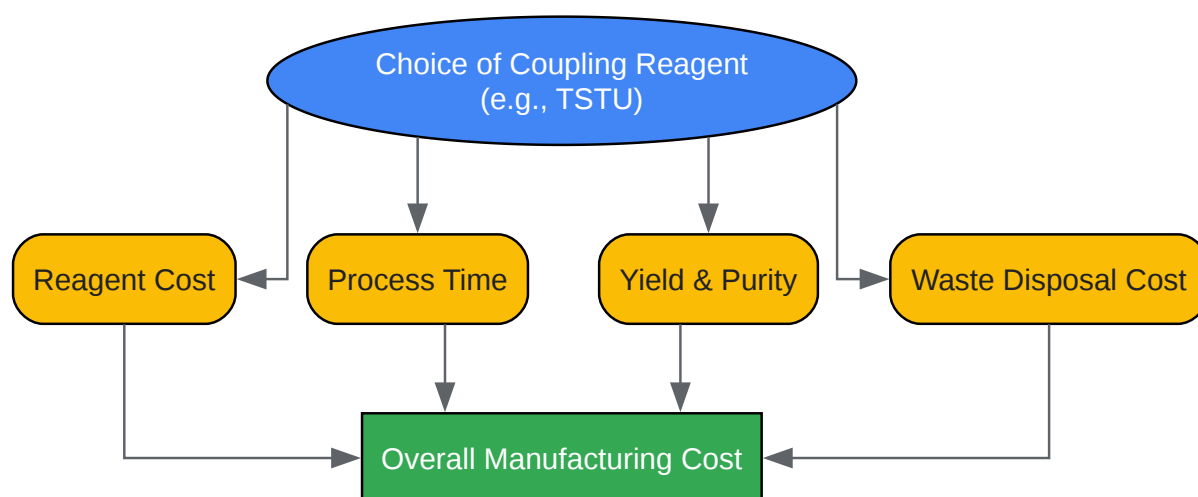 Choice of Coupling Reagent
(e.g., TSTU)
Reagent Cost
Process Time
Yield & Purity
Waste Disposal Cost
Overall Manufacturing Cost